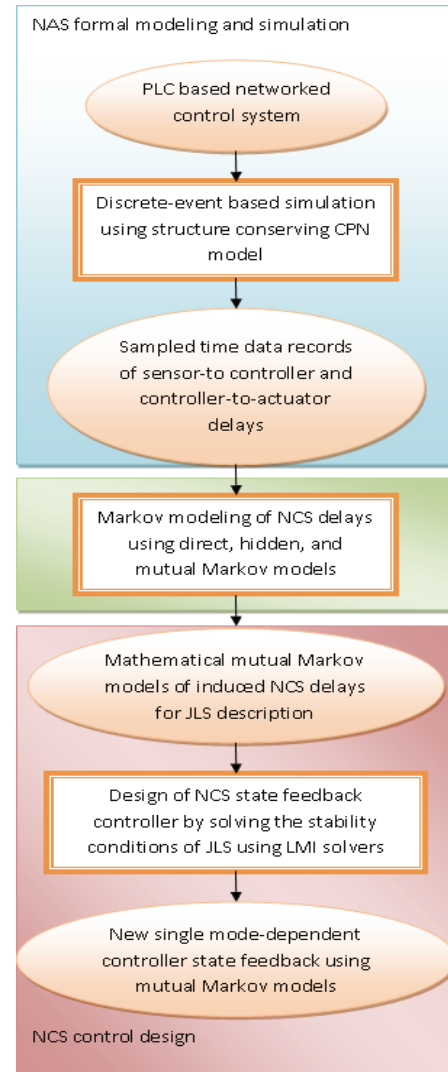 NAS formal modeling and simulation
PLC based networked
control system
Discrete-event based simulation
using structure conserving CPN
model
Sampled time data records
of sensor-to controller and
controller-to-actuator
delays
Markov modeling of NCS delays
using direct, hidden, and
mutual Markov models
Mathematical mutual Markov
models of induced NCS delays
for JLS description
Design of NCS state feedback
controller by solving the stability
conditions of JLS using LMI solvers
New single mode-dependent
controller state feedback using
mutual Markov models
NCS control design